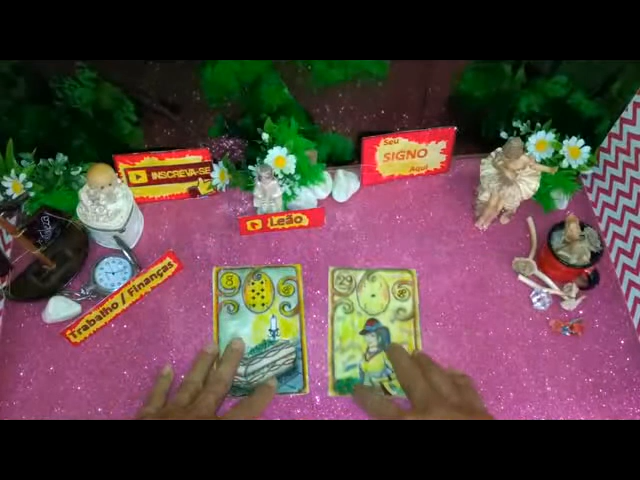 INSCREVA-SE
Seu
SIGNO
Aqui
Leão
Trabalho / Finanças
8
29